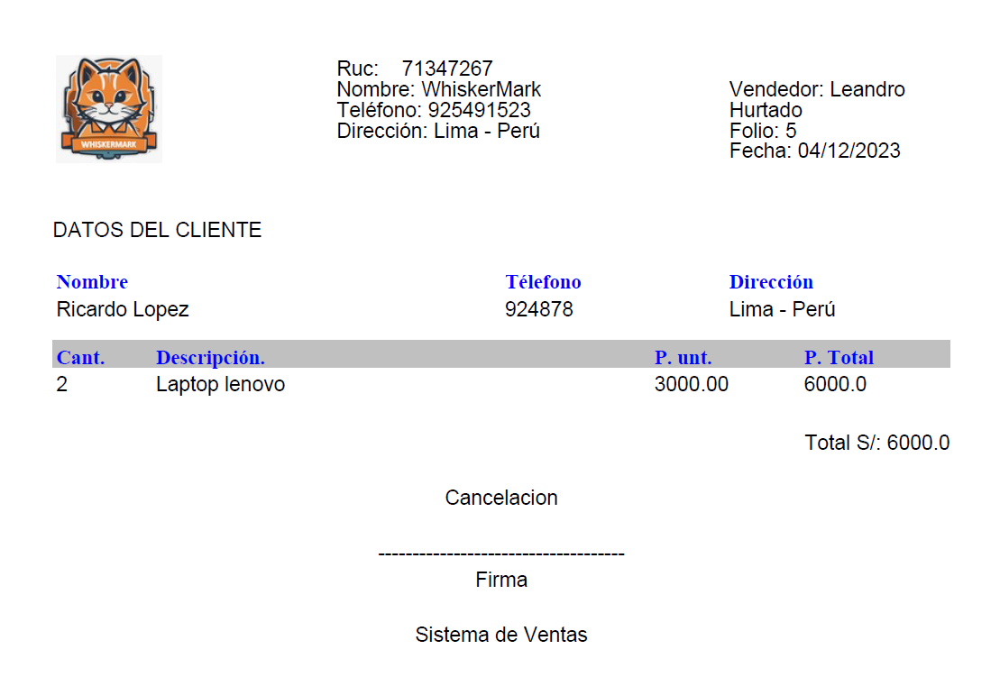 WHISKERMARK
Ruc: 71347267
Nombre: WhiskerMark
Teléfono: 925491523
Dirección: Lima - Perú
Vendedor: Leandro
Hurtado
Folio: 5
Fecha: 04/12/2023
DATOS DEL CLIENTE
Nombre Télefono Dirección
Ricardo Lopez 924878 Lima - Perú
Cant. Descripción. P. unt. P. Total
2 Laptop lenovo 3000.00 6000.0
Total S/: 6000.0
Cancelacion
------------------------------------
Firma
Sistema de Ventas